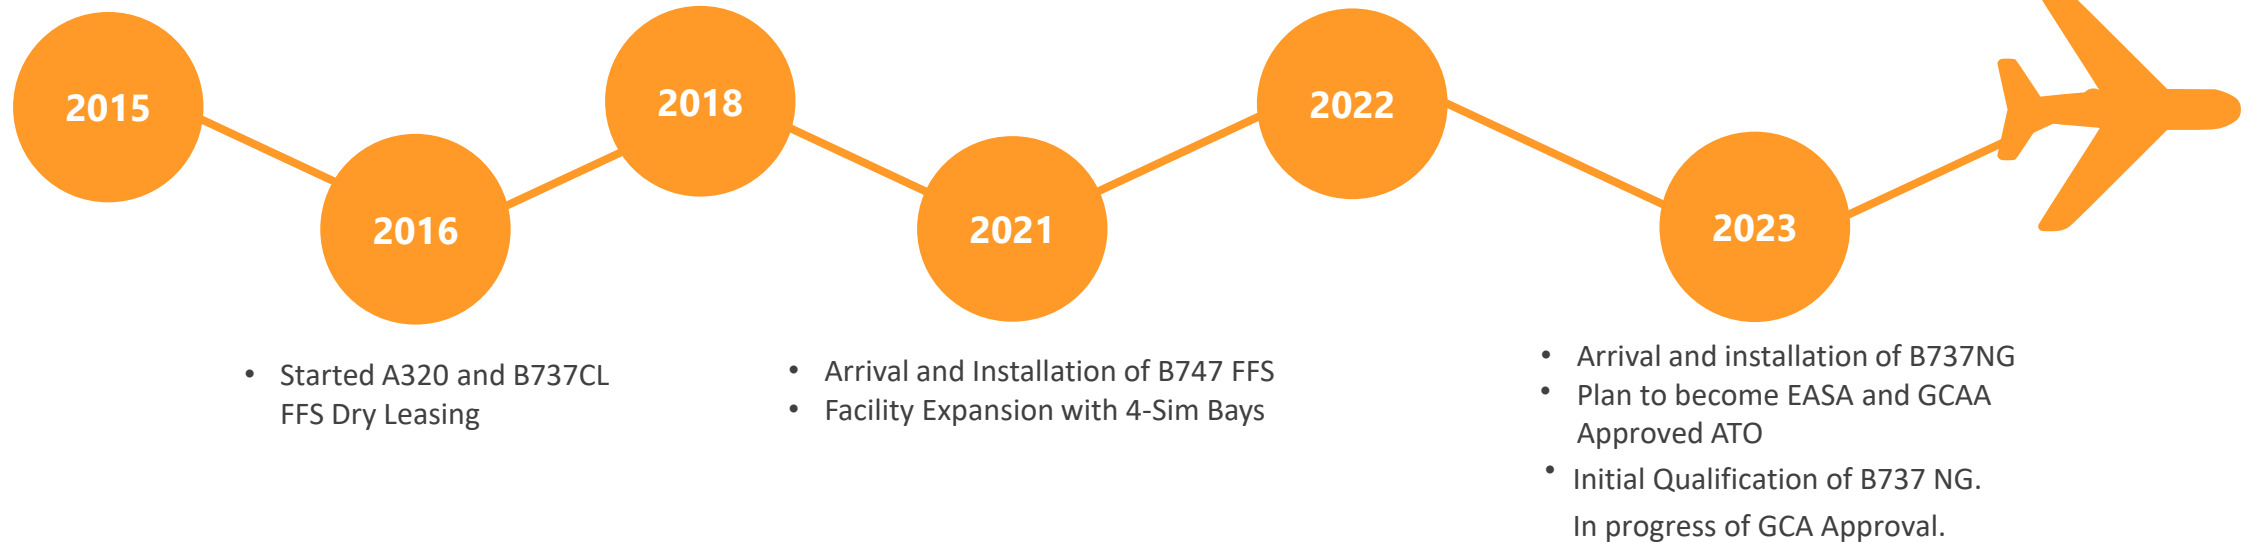 2015
2016
2018
2021
2022
2023
• Started A320 and B737CL
FFS Dry Leasing
• Arrival and Installation of B747 FFS
• Facility Expansion with 4-Sim Bays
• Arrival and installation of B737NG
• Plan to become EASA and GCAA
Approved ATO
• Initial Qualification of B737 NG.
In progress of GCA Approval.